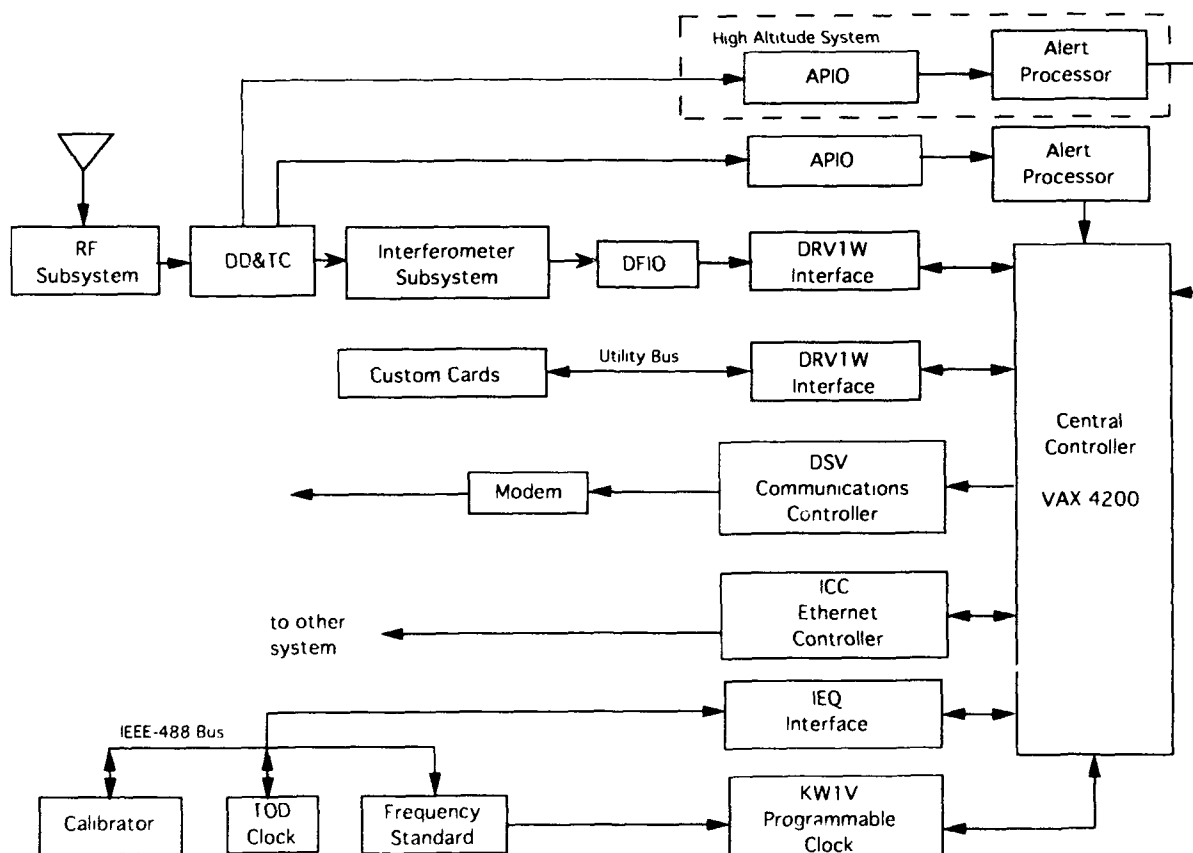 High Altitude System
APIO
Alert
Processor
APIO
Alert
Processor
RF
Subsystem
DD&TC
Interferometer
Subsystem
DFIO
DRV1W
Interface
Custom Cards
Utility Bus
DRV1W
Interface
Central
Controller
VAX 4200
Modem
DSV
Communications
Controller
to other
system
ICC
Ethernet
Controller
IEQ
Interface
IEEE-488 Bus
Calibrator
TOD
Clock
Frequency
Standard
KW1V
Programmable
Clock